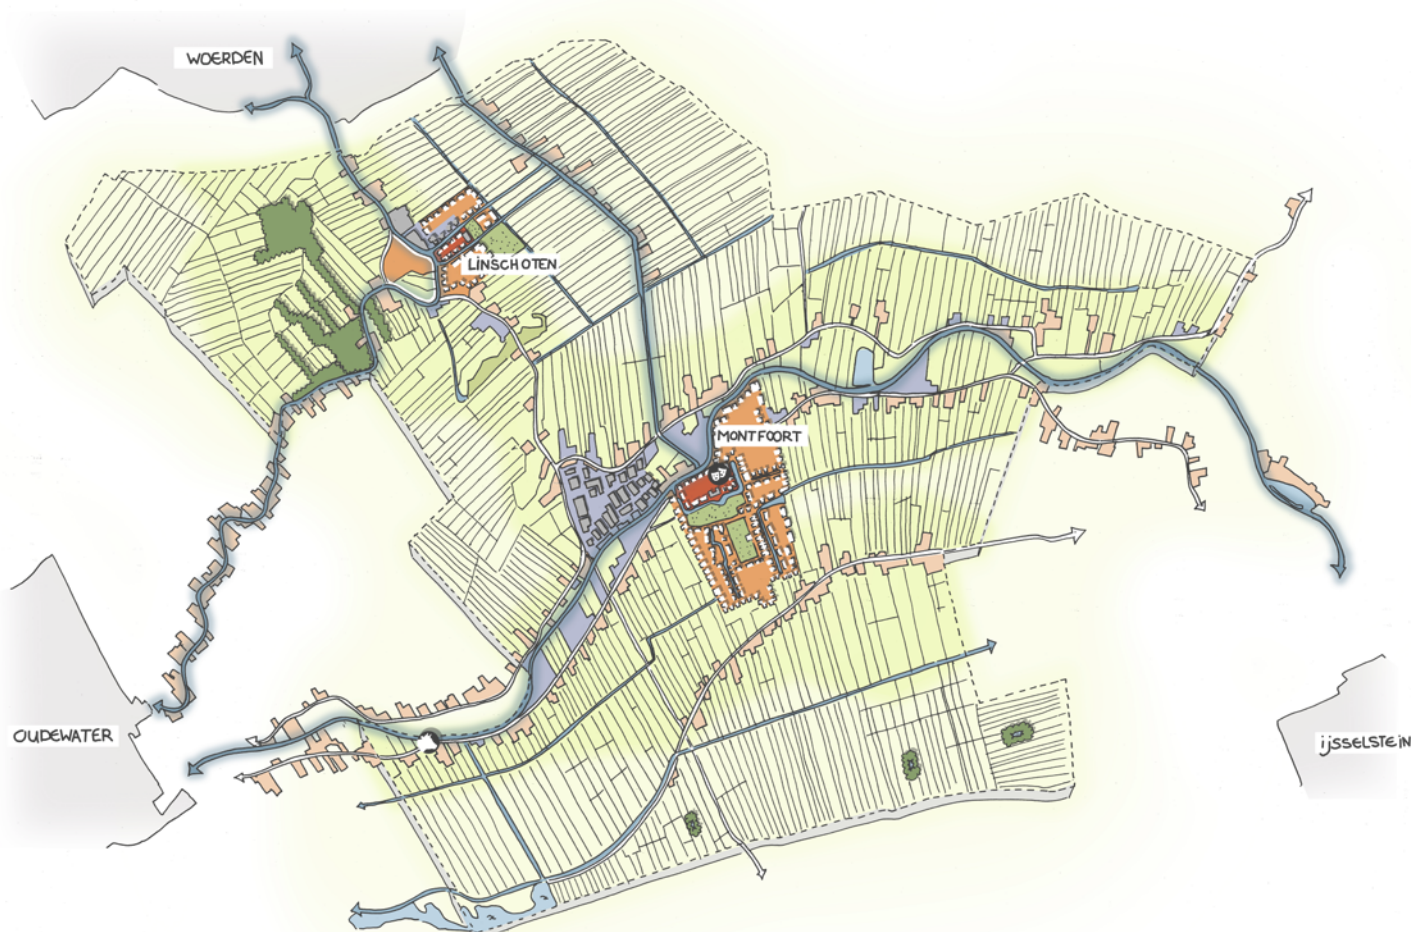 WOERDEN
LINSCHOTEN
MONTFOORT
OUDEWATER
IJSSELSTEIN